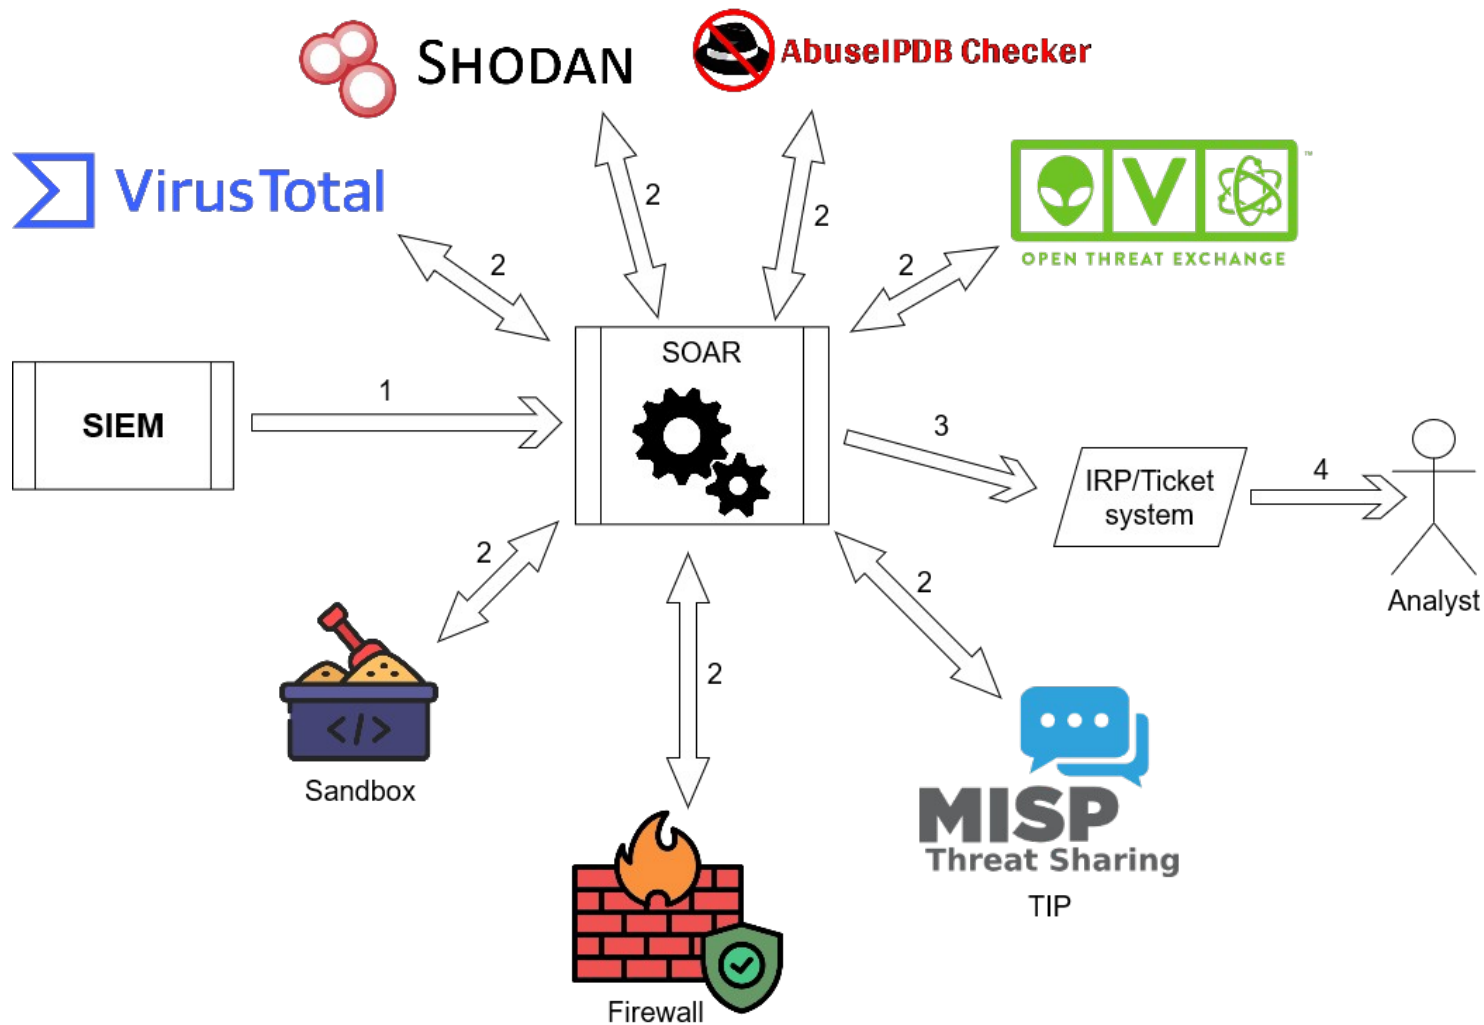 SHODAN
AbuseIPDB Checker
VirusTotal
OPEN THREAT EXCHANGE
™
2
2
2
2
SIEM
1
SOAR
3
IRP/Ticket
system
4
Analyst
2
2
2
</>
Sandbox
MISP
Threat Sharing
TIP
Firewall